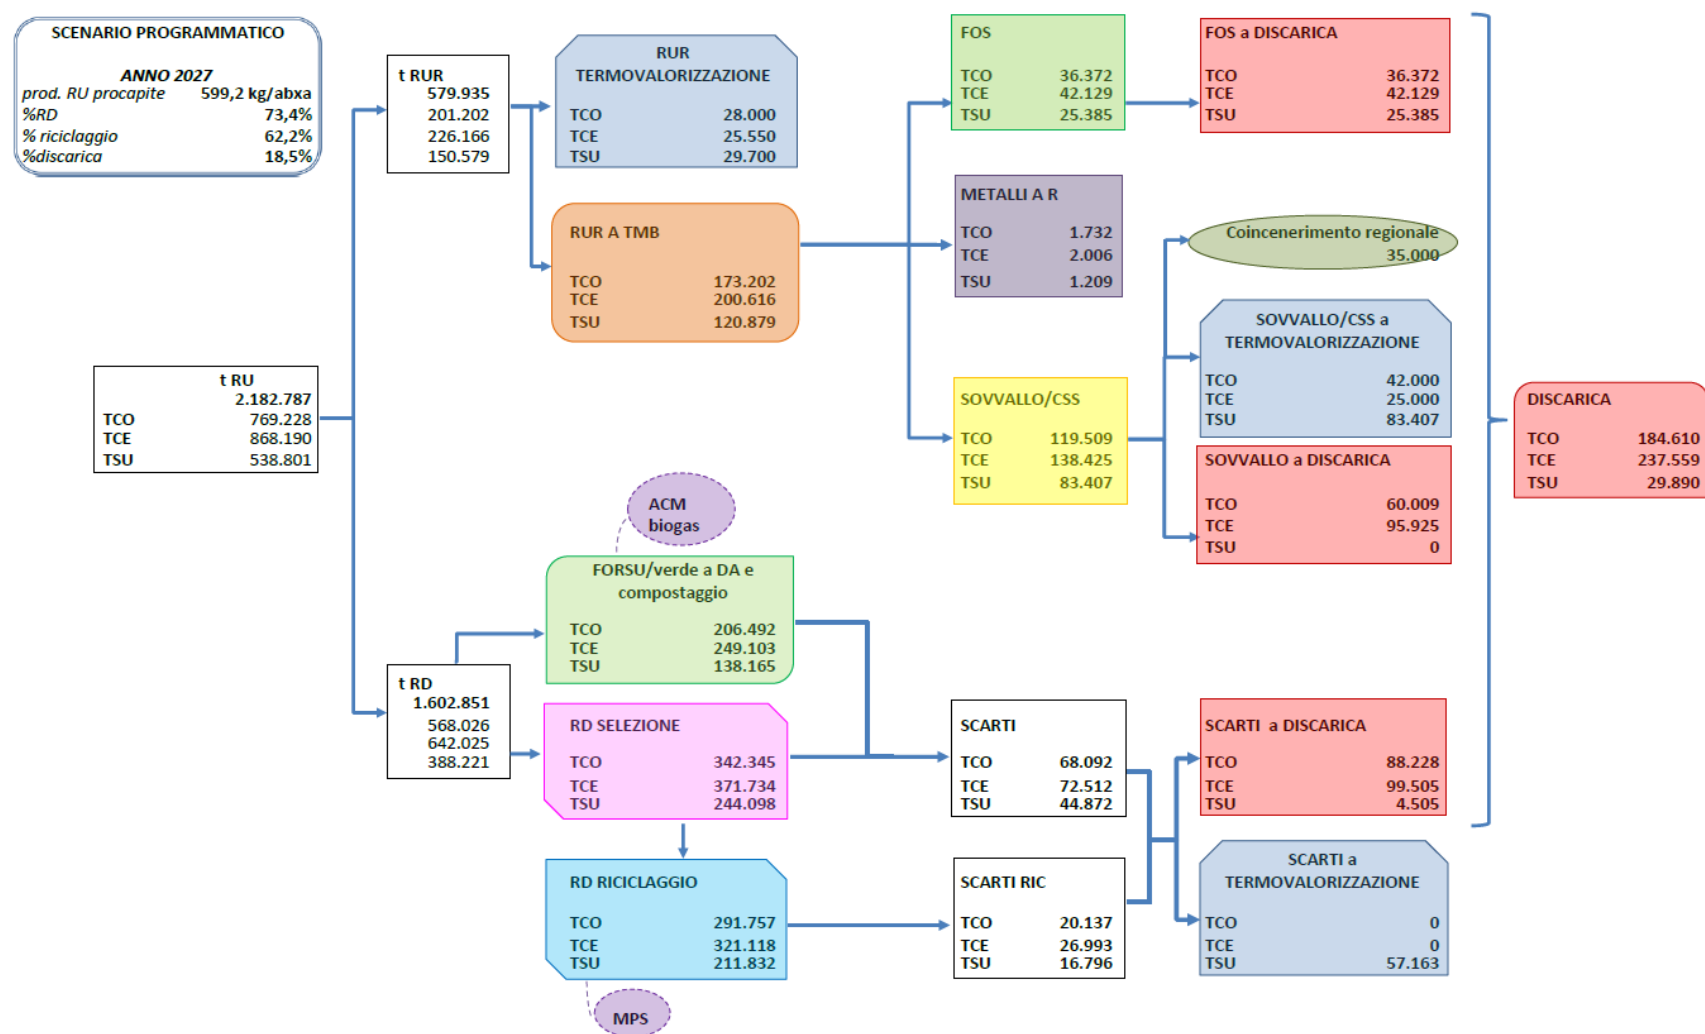 SCENARIO PROGRAMMATICO
ANNO 2027
prod. RU procapite 599,2 kg/abxa
%RD 73,4%
% riciclaggio 62,2%
%discarica 18,5%
t RUR
579.935
201.202
226.166
150.579
RUR
TERMOVALORIZZAZIONE
TCO 28.000
TCE 25.550
TSU 29.700
FOS
TCO 36.372
TCE 42.129
TSU 25.385
FOS a DISCARICA
TCO 36.372
TCE 42.129
TSU 25.385
RUR A TMB
TCO 173.202
TCE 200.616
TSU 120.879
METALLI A R
TCO 1.732
TCE 2.006
TSU 1.209
Coincenerimento regionale
35.000
SOVVALLO/CSS a
TERMOVALORIZZAZIONE
TCO 42.000
TCE 25.000
TSU 83.407
t RU
2.182.787
TCO 769.228
TCE 868.190
TSU 538.801
SOVVALLO/CSS
TCO 119.509
TCE 138.425
TSU 83.407
SOVVALLO a DISCARICA
TCO 60.009
TCE 95.925
TSU 0
DISCARICA
TCO 184.610
TCE 237.559
TSU 29.890
ACM
biogas
FORSU/verde a DA e
compostaggio
TCO 206.492
TCE 249.103
TSU 138.165
t RD
1.602.851
568.026
642.025
388.221
RD SELEZIONE
TCO 342.345
TCE 371.734
TSU 244.098
SCARTI
TCO 68.092
TCE 72.512
TSU 44.872
SCARTI a DISCARICA
TCO 88.228
TCE 99.505
TSU 4.505
RD RICICLAGGIO
TCO 291.757
TCE 321.118
TSU 211.832
SCARTI RIC
TCO 20.137
TCE 26.993
TSU 16.796
SCARTI a
TERMOVALORIZZAZIONE
TCO 0
TCE 0
TSU 57.163
MPS